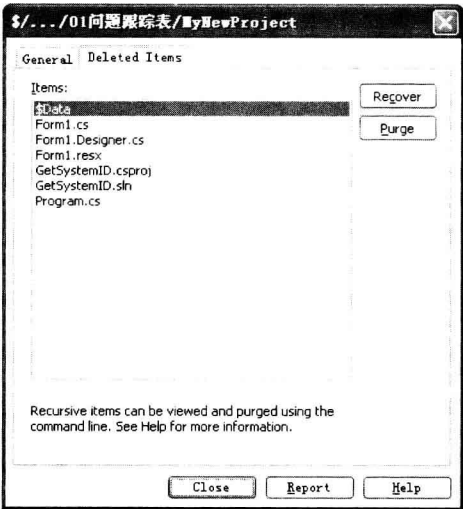 $/.../01问题跟踪表/MyNewProject
General Deleted Items
Items:
$Data
Form1.cs
Form1.Designer.cs
Form1.resx
GetSystemID.csproj
GetSystemID.sln
Program.cs
Recover
Purge
Recursive items can be viewed and purged using the
command line. See Help for more information.
Close Report Help